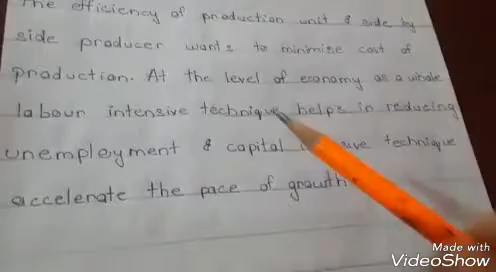 The efficiency of production unit & side by
side producer wants to minimise cost of
production. At the level of economy as a whole
labour intensive technique helps in reducing
unemployment & capital technique
accelerate the pace of growth
Made with
VideoShow